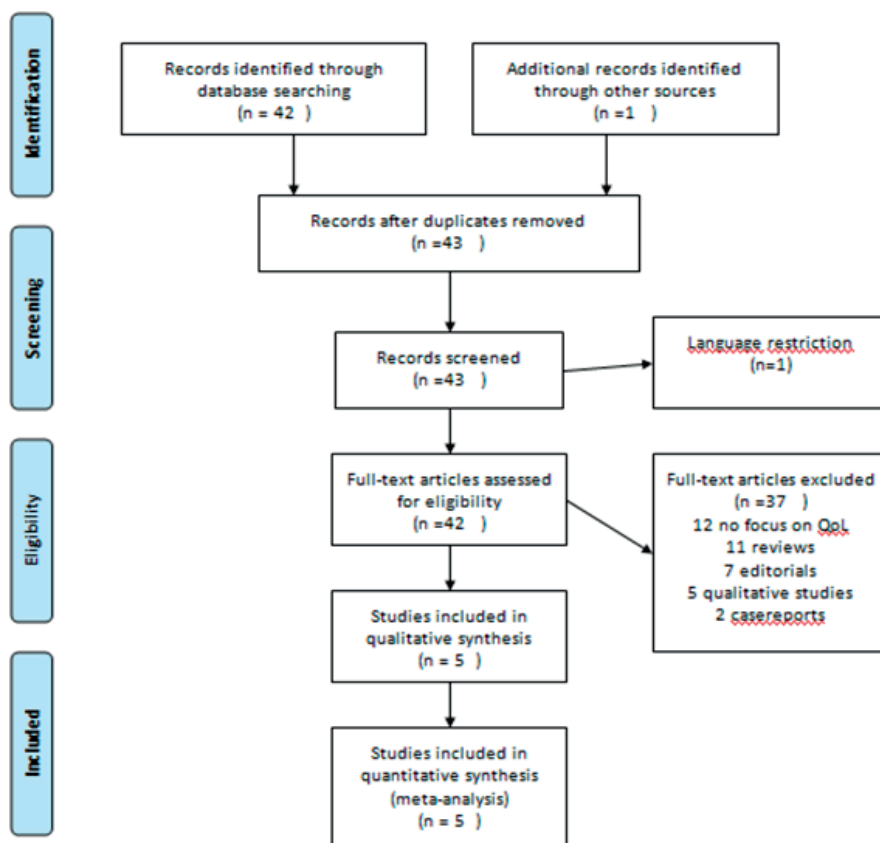 Identification
Records identified through
database searching
(n = 42   )
Additional records identified
through other sources
(n =1   )
Records after duplicates removed
(n =43   )
Screening
Records screened
(n =43   )
Language restriction
(n=1)
Eligibility
Full-text articles assessed
for eligibility
(n =42   )
Full-text articles excluded
(n =37   )
12 no focus on QoL
11 reviews
7 editorials
5 qualitative studies
2 casereports
Studies included in
qualitative synthesis
(n = 5   )
Included
Studies included in
quantitative synthesis
(meta-analysis)
(n = 5   )